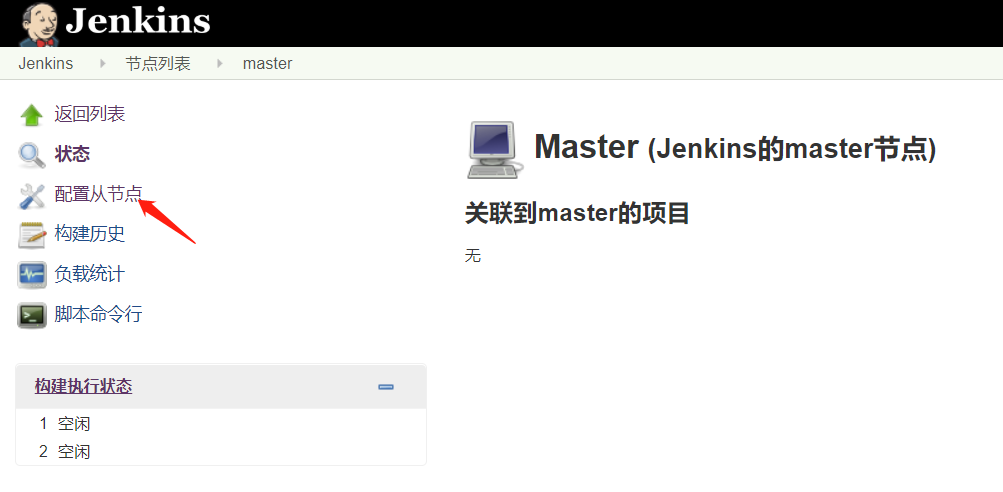 Jenkins
Jenkins 节点列表 master
返回列表
状态
配置从节点
构建历史
负载统计
脚本命令行
构建执行状态
1 空闲
2 空闲
Master (Jenkins的master节点)
关联到master的项目
无